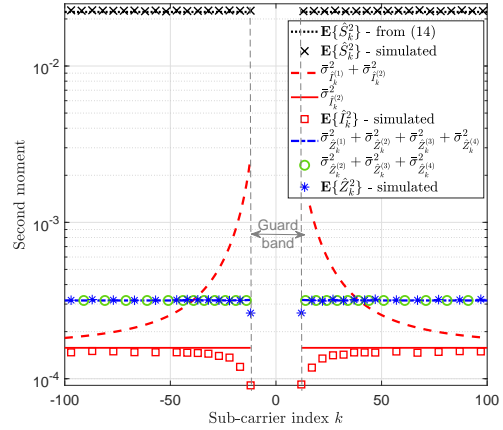 10^{-2}
10^{-3}
10^{-4}
Second moment
E{Ŝ_k^2} - from (14)
E{Ŝ_k^2} - simulated
σ̄^2_{Î_k^{(1)}} + σ̄^2_{Î_k^{(2)}}
σ̄^2_{Î_k^{(2)}}
E{Î_k^2} - simulated
σ̄^2_{Ẑ_k^{(1)}} + σ̄^2_{Ẑ_k^{(2)}} + σ̄^2_{Ẑ_k^{(3)}} + σ̄^2_{Ẑ_k^{(4)}}
σ̄^2_{Ẑ_k^{(2)}} + σ̄^2_{Ẑ_k^{(3)}} + σ̄^2_{Ẑ_k^{(4)}}
E{Ẑ_k^2} - simulated
Guard
band
-100 -50 0 50 100
Sub-carrier index k